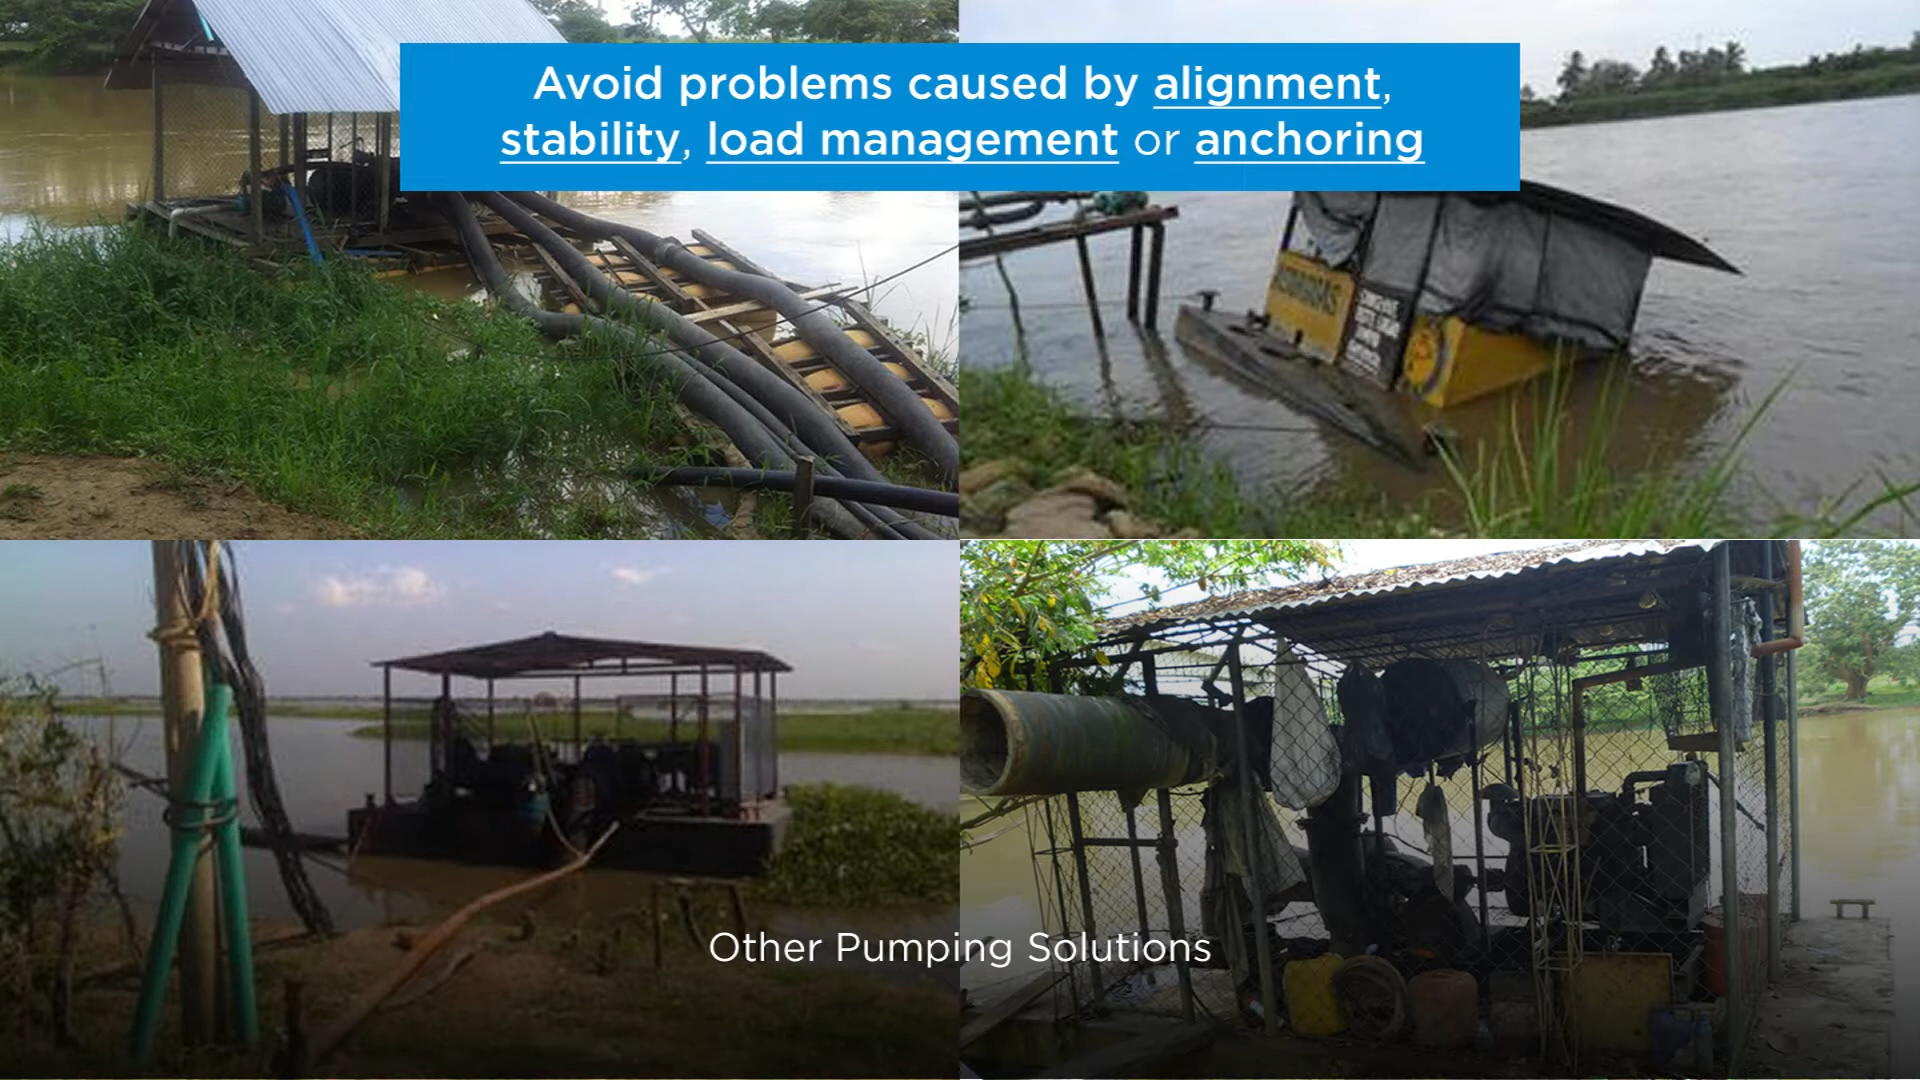 Avoid problems caused by alignment,
stability, load management or anchoring
Other Pumping Solutions